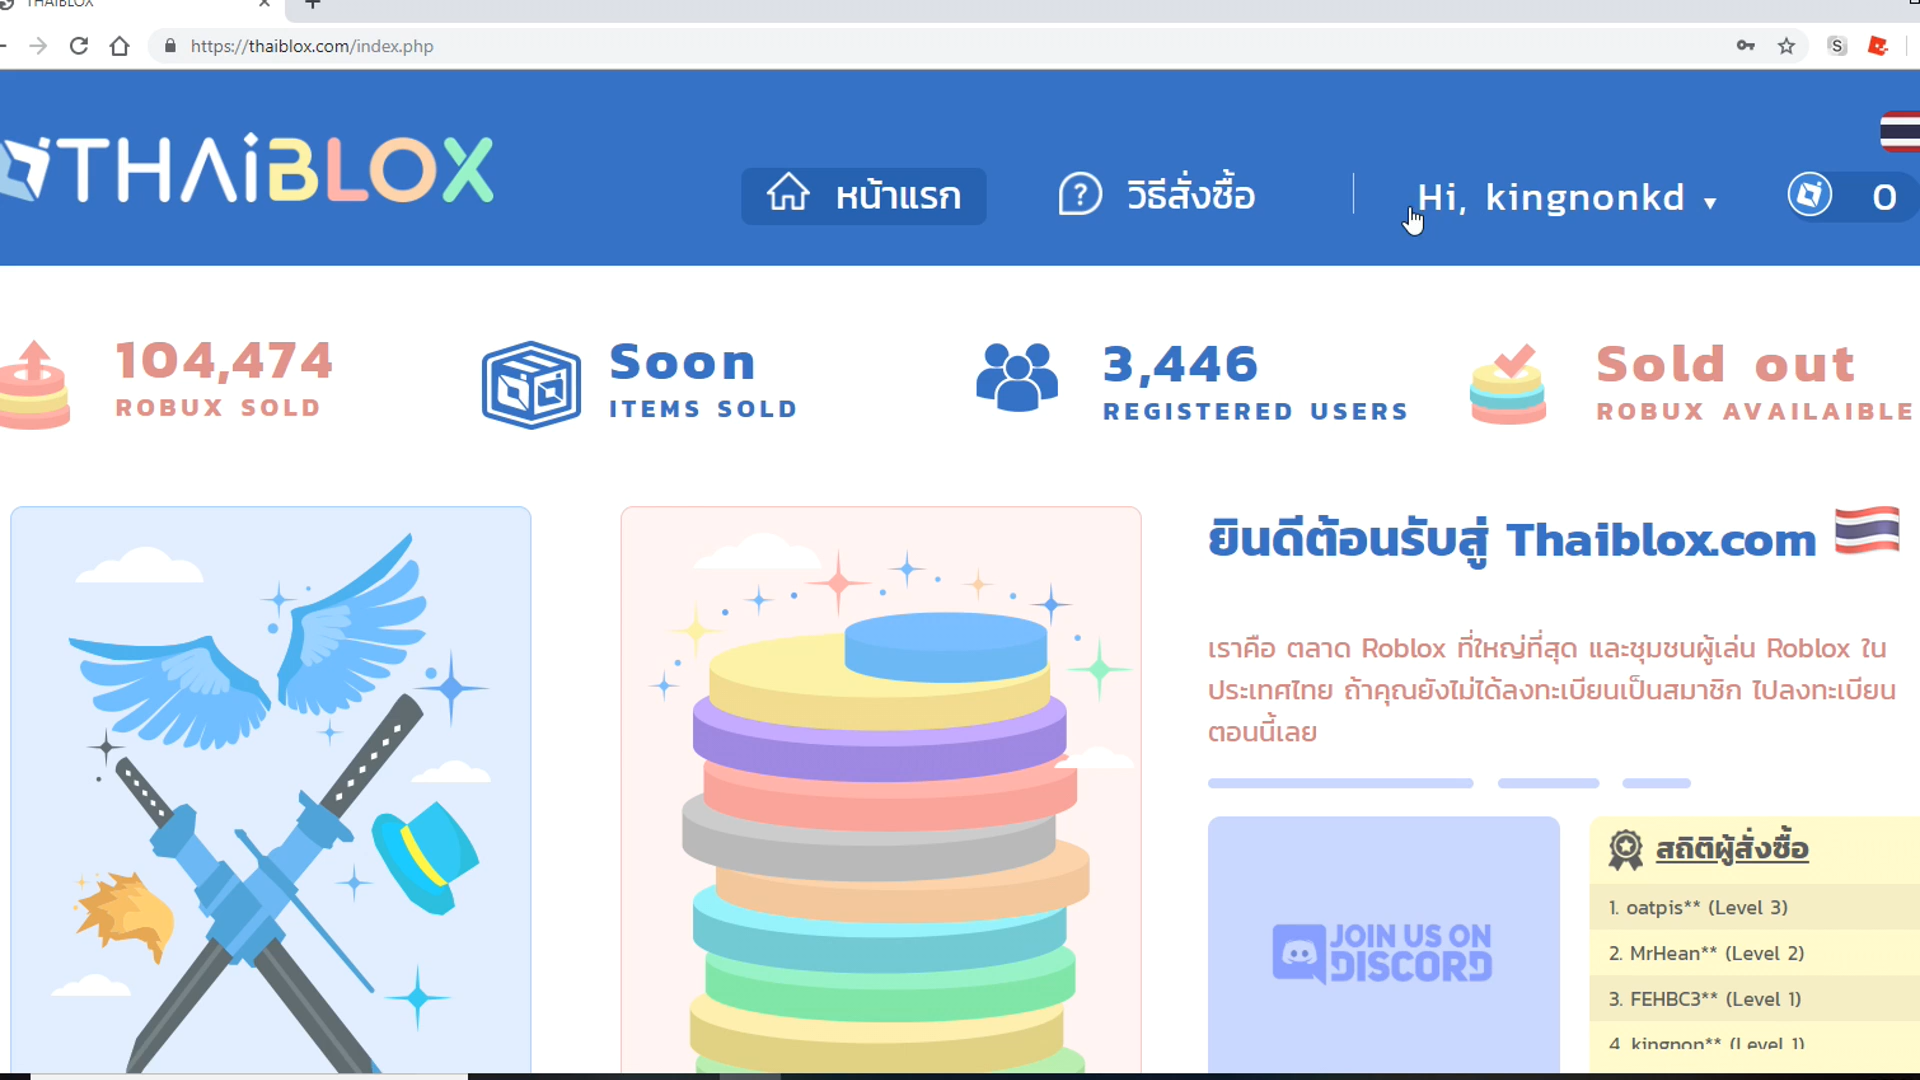 THAIBLOX
https://thaiblox.com/index.php
THAiBLOX
หน้าแรก
วิธีสั่งซื้อ
Hi, kingnonkd
0
104,474
ROBUX SOLD
Soon
ITEMS SOLD
3,446
REGISTERED USERS
Sold out
ROBUX AVAILAIBLE
ยินดีต้อนรับสู่ Thaiblox.com
เราคือ ตลาด Roblox ที่ใหญ่ที่สุด และชุมชนผู้เล่น Roblox ใน
ประเทศไทย ถ้าคุณยังไม่ได้ลงทะเบียนเป็นสมาชิก ไปลงทะเบียน
ตอนนี้เลย
JOIN US ON
DISCORD
สถิติผู้สั่งซื้อ
1. oatpis** (Level 3)
2. MrHean** (Level 2)
3. FEHBC3** (Level 1)
4. kingnon** (Level 1)